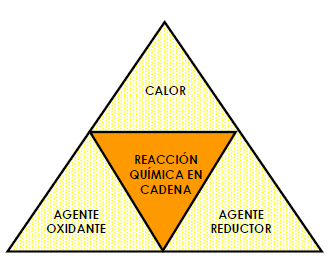 CALOR
REACCIÓN
QUÍMICA EN
CADENA
AGENTE
OXIDANTE
AGENTE
REDUCTOR